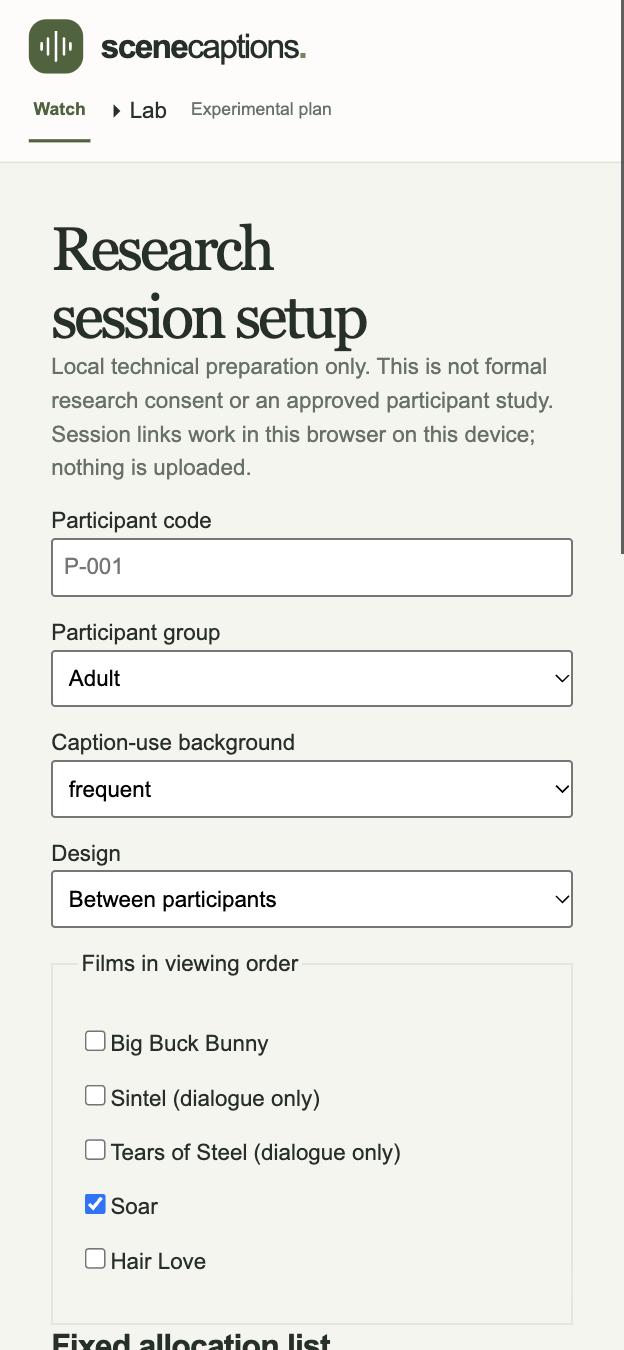 scenecaptions.
Watch
Lab
Experimental plan
Research
session setup
Local technical preparation only. This is not formal
research consent or an approved participant study.
Session links work in this browser on this device;
nothing is uploaded.
Participant code
P-001
Participant group
Adult
Caption-use background
frequent
Design
Between participants
Films in viewing order
Big Buck Bunny
Sintel (dialogue only)
Tears of Steel (dialogue only)
Soar
Hair Love
Fixed allocation list